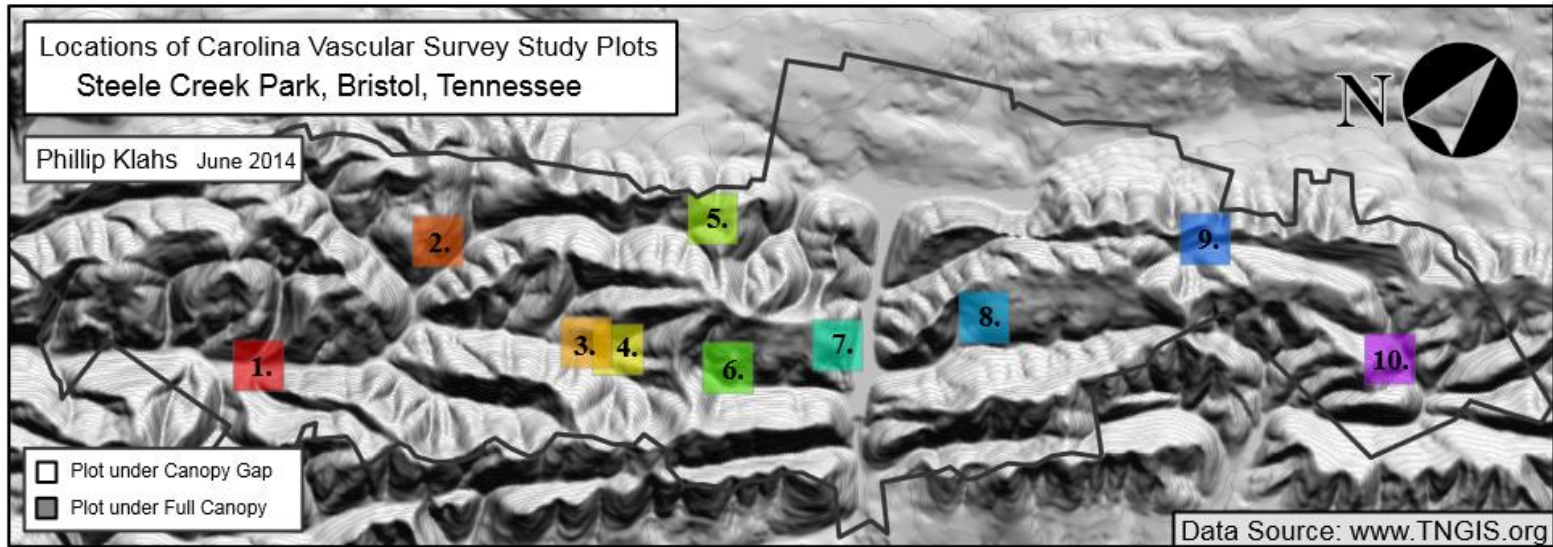 Locations of Carolina Vascular Survey Study Plots
Steele Creek Park, Bristol, Tennessee
N
Phillip Klahs June 2014
5.
2.
9.
8.
3.
4.
7.
1.
6.
10.
Plot under Canopy Gap
Plot under Full Canopy
Data Source: www.TNGIS.org